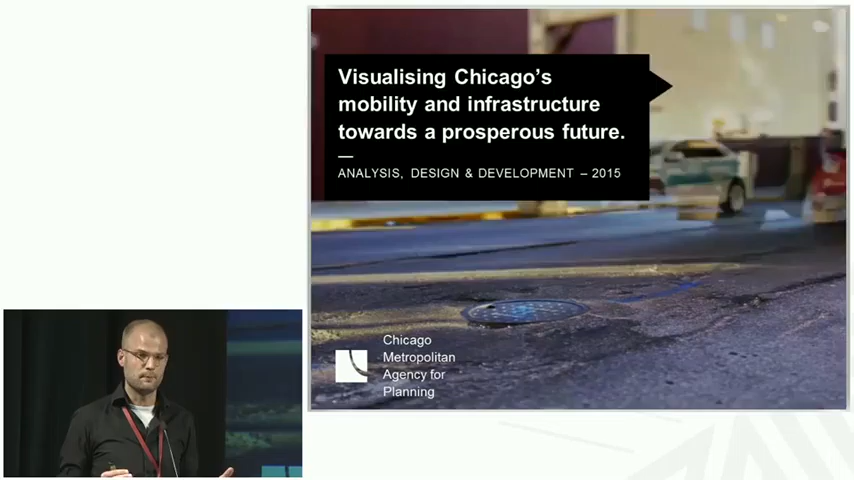 Visualising Chicago's
mobility and infrastructure
towards a prosperous future.
ANALYSIS, DESIGN & DEVELOPMENT – 2015
Chicago
Metropolitan
Agency for
Planning